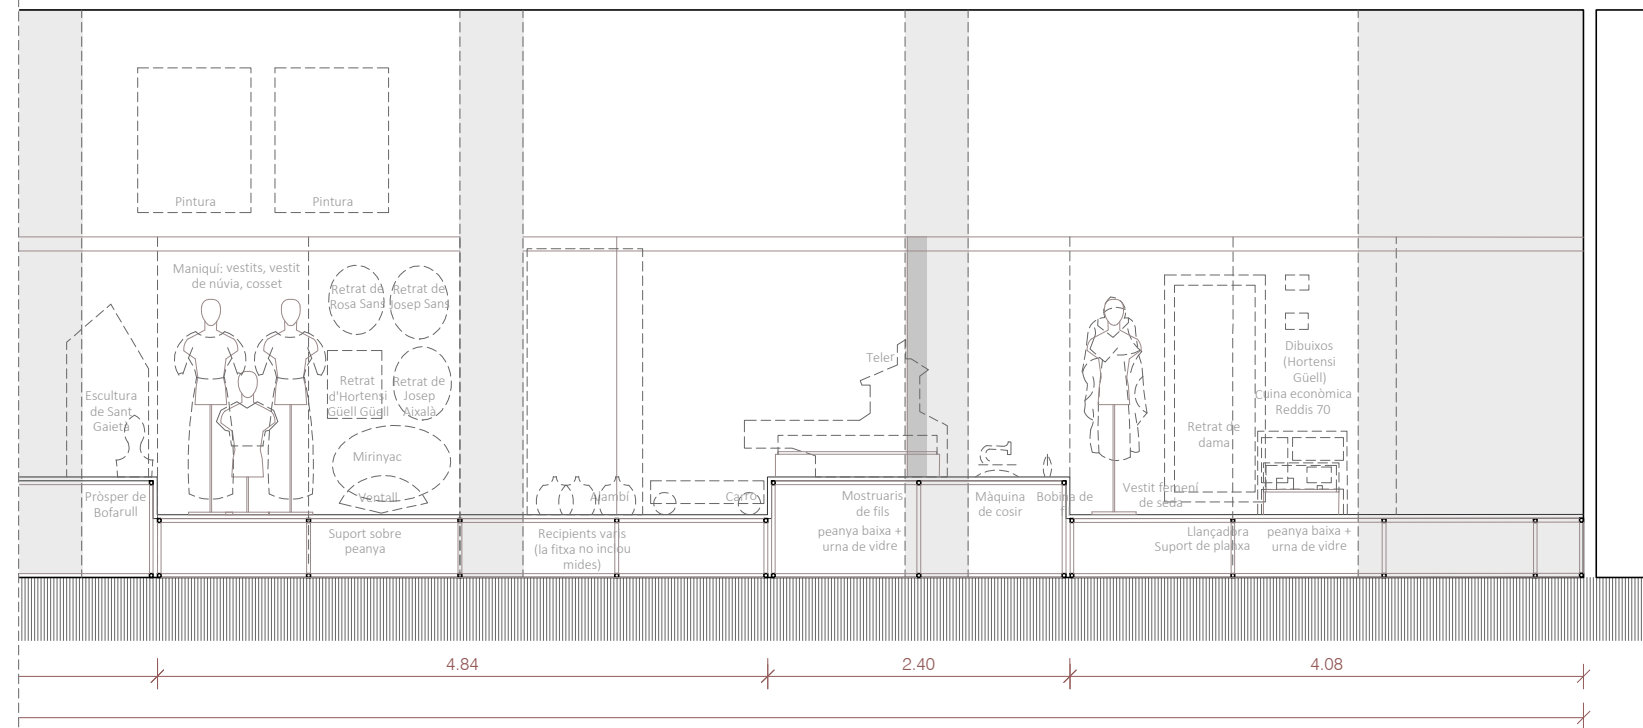 Pintura
Pintura
Maniquí: vestits, vestit
de núvia, cosset
Retrat de
Rosa Sans
Retrat de
Josep Sans
Retrat
d'Hortensi
Güell Güell
Retrat de
Josep
Aixalà
Escultura
de Sant
Gaietà
Mirinyac
Ventall
Pròsper de
Bofarull
Suport sobre
peanya
Aiambí
Recipients varis
(la fitxa no inclou
mides)
Carro
Teler
Mostruaris
de fils
peanya baixa +
urna de vidre
Màquina
de cosir
Bobina de
f
Vestit femení
de seda
Retrat de
dama
Dibuixos
(Hortensi
Güell)
Cuina econòmica
Reddis 70
Llançadora
Suport de planxa
peanya baixa +
urna de vidre
4.84
2.40
4.08